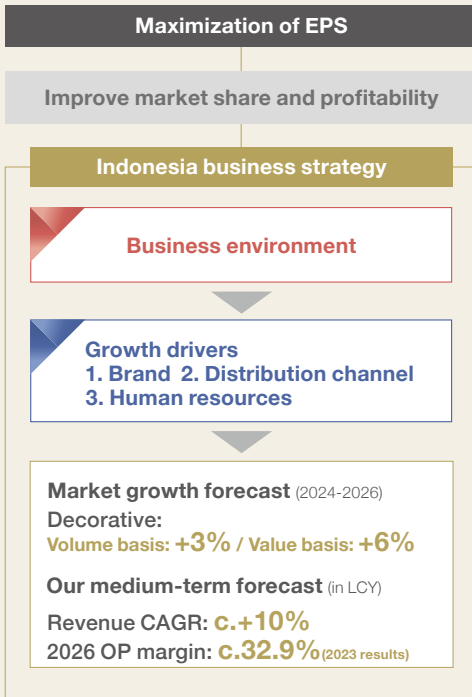 Maximization of EPS
Improve market share and profitability
Indonesia business strategy
Business environment
Growth drivers
1. Brand 2. Distribution channel
3. Human resources
Market growth forecast (2024-2026)
Decorative:
Volume basis: +3% / Value basis: +6%
Our medium-term forecast (in LCY)
Revenue CAGR: c.+10%
2026 OP margin: c.32.9% (2023 results)